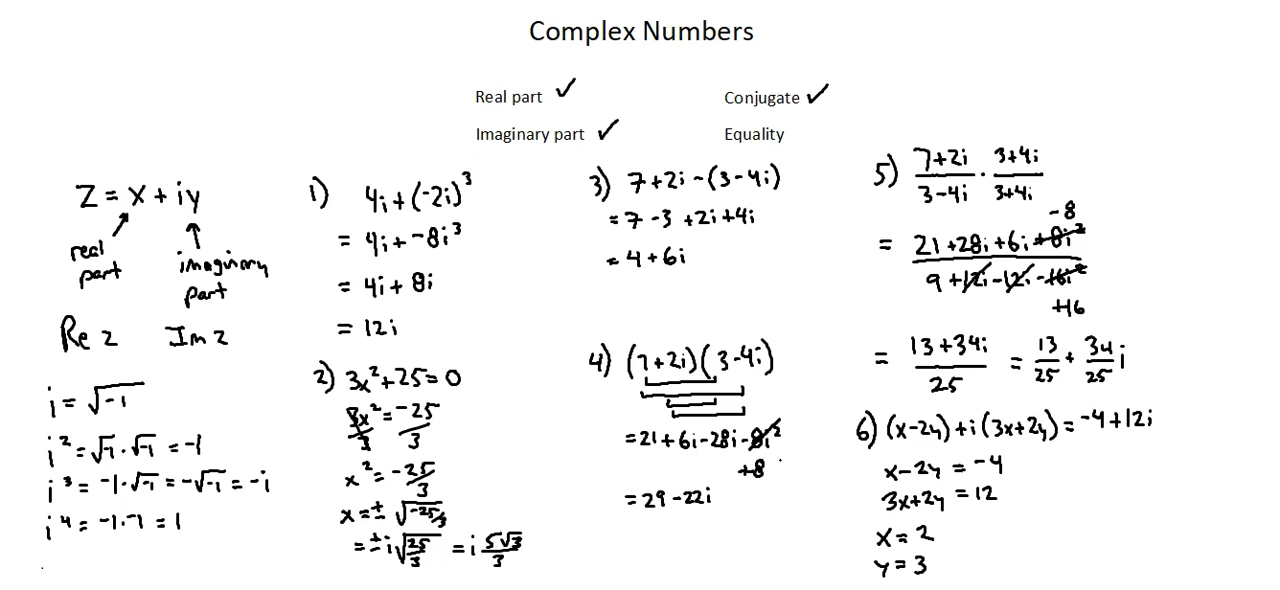 Complex Numbers
Real part ✓
Conjugate ✓
Imaginary part ✓
Equality
Z = x + iy
real part
imaginary part
Re z Im z
i = √-1
i² = √-1 · √-1 = -1
i³ = -1·√-1 = -√-1 = -i
i⁴ = -1·-1 = 1
1) 4i + (-2i)³
= 4i + -8i³
= 4i + 8i
= 12i
2) 3x² + 25 = 0
3x²/3 = -25/3
x² = -25/3
x = ± √-25/3
= ± i√25/3 = i 5√3/3
3) 7+2i - (3-4i)
= 7 - 3 + 2i + 4i
= 4 + 6i
4) (7+2i)(3-4i)
= 21 + 6i - 28i - 8i²
+8
= 29 - 22i
5) 7+2i/3-4i · 3+4i/3+4i
-8
= 21 + 28i + 6i + 8i²
9 + 12i - 12i - 16i²
+16
= 13+34i/25 = 13/25 + 34/25 i
6) (x-2y) + i(3x+2y) = -4 + 12i
x - 2y = -4
3x + 2y = 12
x = 2
y = 3